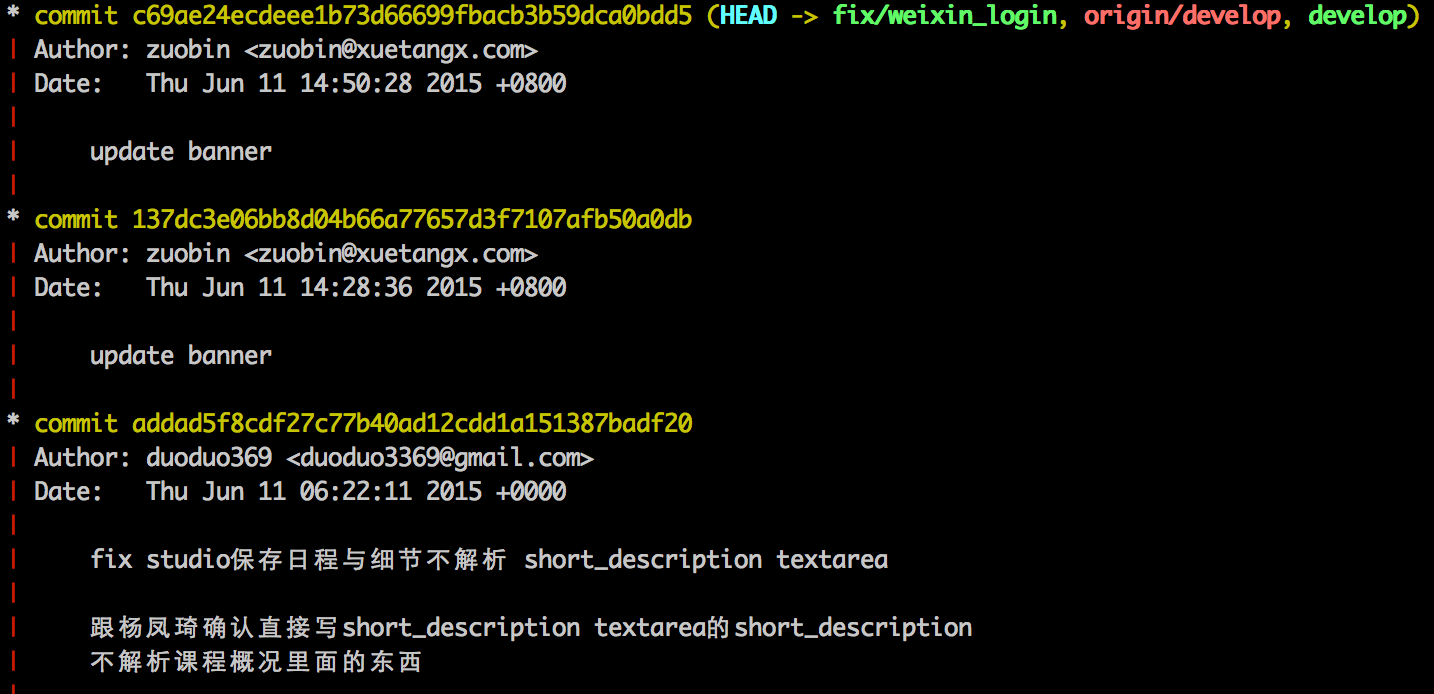 * commit c69ae24ecdeee1b73d66699fbacb3b59dca0bdd5 (HEAD -> fix/weixin_login, origin/develop, develop)
| Author: zuobin <zuobin@xuetangx.com>
| Date:   Thu Jun 11 14:50:28 2015 +0800
|
|     update banner
|
* commit 137dc3e06bb8d04b66a77657d3f7107afb50a0db
| Author: zuobin <zuobin@xuetangx.com>
| Date:   Thu Jun 11 14:28:36 2015 +0800
|
|     update banner
|
* commit addad5f8cdf27c77b40ad12cdd1a151387badf20
| Author: duoduo369 <duoduo3369@gmail.com>
| Date:   Thu Jun 11 06:22:11 2015 +0000
|
|     fix studio保存日程与细节不解析 short_description textarea
|
|     跟杨凤琦确认直接写short_description textarea的short_description
|     不解析课程概况里面的东西
|